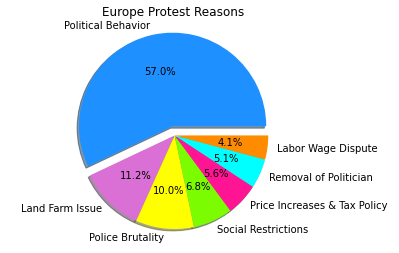 Europe Protest Reasons
Political Behavior
57.0%
Land Farm Issue
11.2%
Police Brutality
10.0%
Social Restrictions
6.8%
Price Increases & Tax Policy
5.6%
Removal of Politician
5.1%
Labor Wage Dispute
4.1%